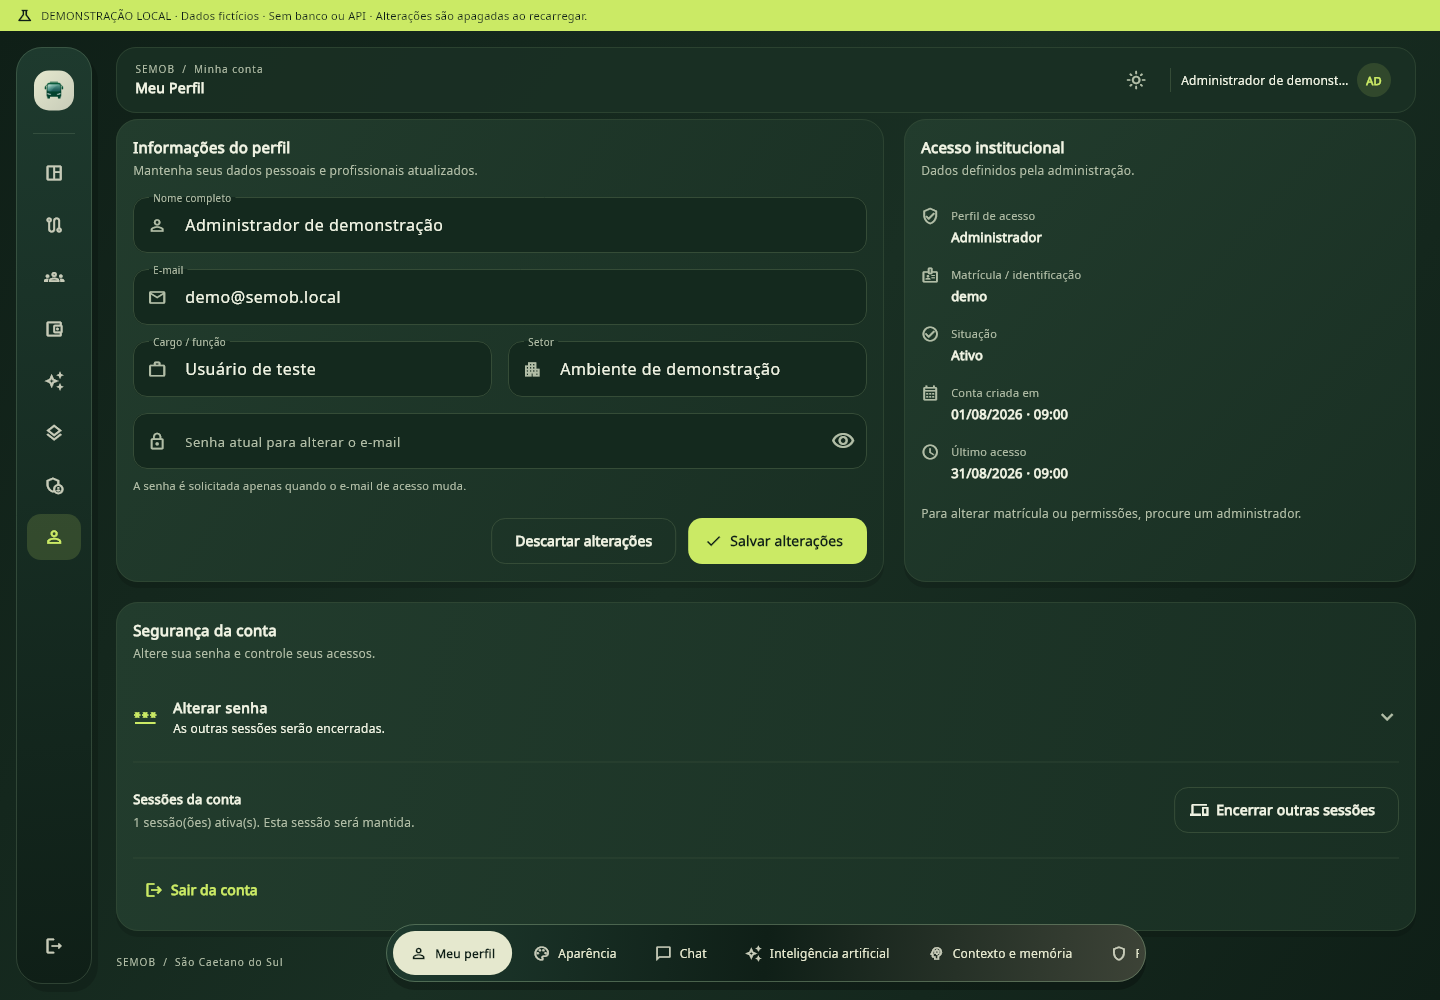 DEMONSTRAÇÃO LOCAL · Dados fictícios · Sem banco ou API · Alterações são apagadas ao recarregar.
SEMOB / Minha conta
Meu Perfil
Administrador de demonst...
AD
Informações do perfil
Mantenha seus dados pessoais e profissionais atualizados.
Nome completo
Administrador de demonstração
E-mail
demo@semob.local
Cargo / função
Usuário de teste
Setor
Ambiente de demonstração
Senha atual para alterar o e-mail
A senha é solicitada apenas quando o e-mail de acesso muda.
Descartar alterações
Salvar alterações
Acesso institucional
Dados definidos pela administração.
Perfil de acesso
Administrador
Matrícula / identificação
demo
Situação
Ativo
Conta criada em
01/08/2026 · 09:00
Último acesso
31/08/2026 · 09:00
Para alterar matrícula ou permissões, procure um administrador.
Segurança da conta
Altere sua senha e controle seus acessos.
Alterar senha
As outras sessões serão encerradas.
Sessões da conta
1 sessão(ões) ativa(s). Esta sessão será mantida.
Encerrar outras sessões
Sair da conta
SEMOB / São Caetano do Sul
Meu perfil
Aparência
Chat
Inteligência artificial
Contexto e memória